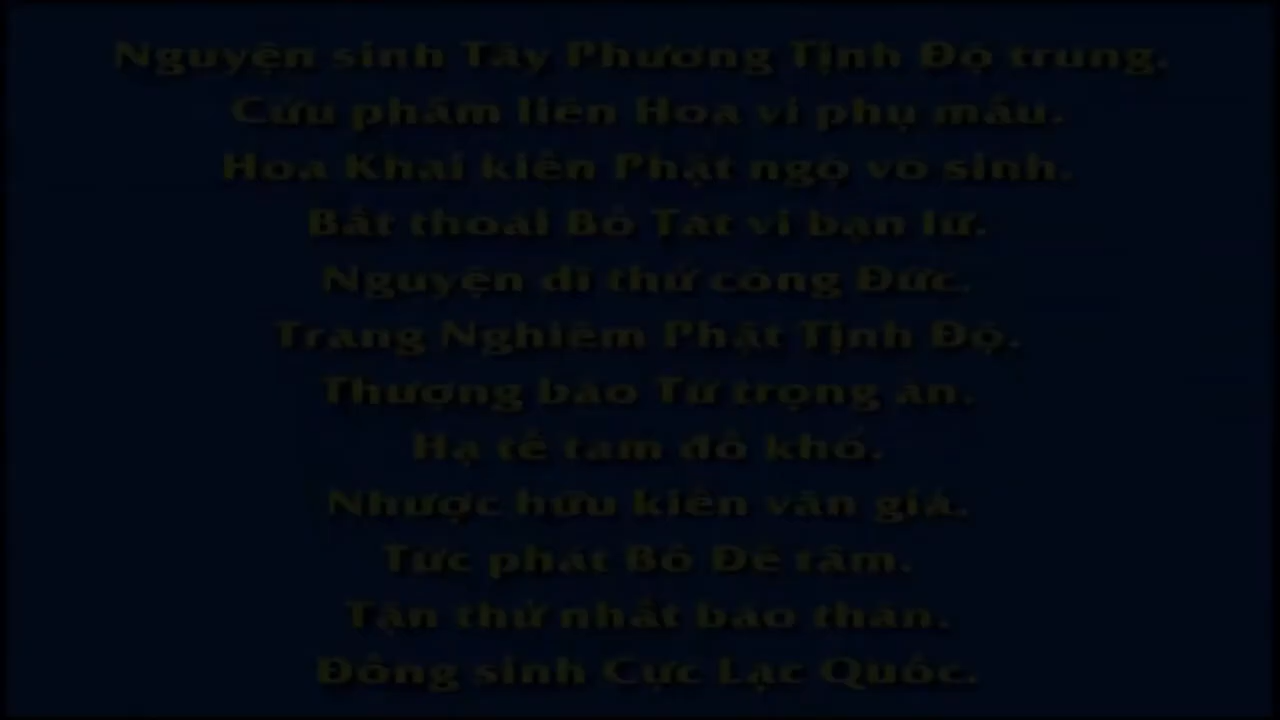 Nguyện sinh Tây Phương Tịnh Độ trung.
Cửu phẩm liên Hoa vi phụ mẫu.
Hoa Khai kiến Phật ngộ vô sinh.
Bất thoái Bồ Tát vi bạn lữ.
Nguyện dĩ thử công Đức.
Trang Nghiêm Phật Tịnh Độ.
Thượng báo Tứ trọng ân.
Hạ tế tam đồ khổ.
Nhược hữu kiến văn giả.
Tức phát Bồ Đề tâm.
Tận thử nhất báo thân.
Đồng sinh Cực Lạc Quốc.